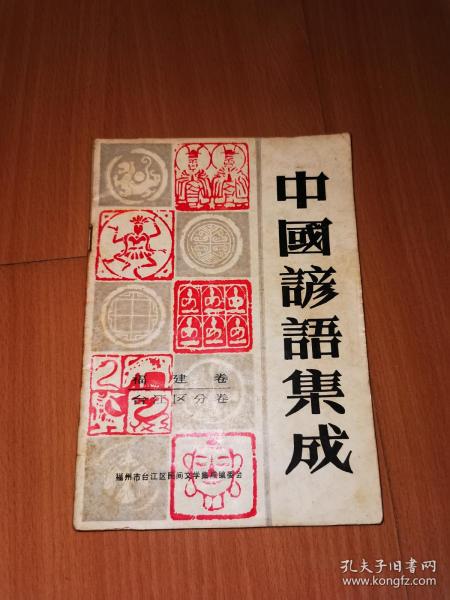 中國諺語集成
福建卷
台江区分卷
福州市台江区民间文学集成编委会
孔夫子旧书网
www.kongfz.com